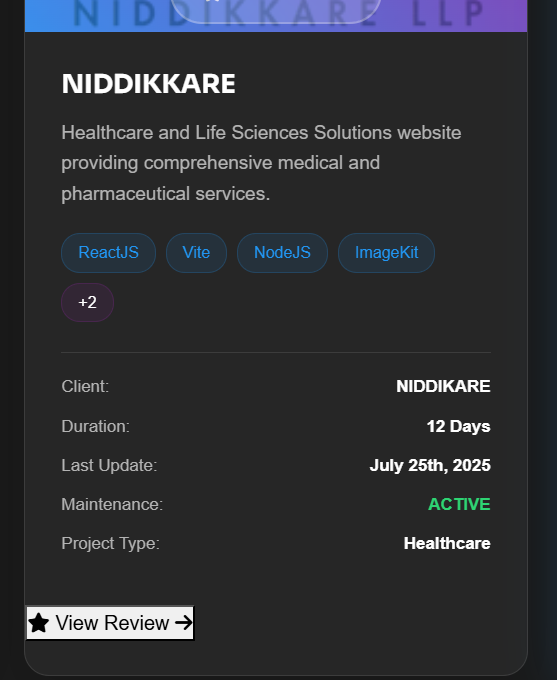 NIDDIKKARE LLP
NIDDIKKARE
Healthcare and Life Sciences Solutions website
providing comprehensive medical and
pharmaceutical services.
ReactJS Vite NodeJS ImageKit
+2
Client: NIDDIKARE
Duration: 12 Days
Last Update: July 25th, 2025
Maintenance: ACTIVE
Project Type: Healthcare
View Review